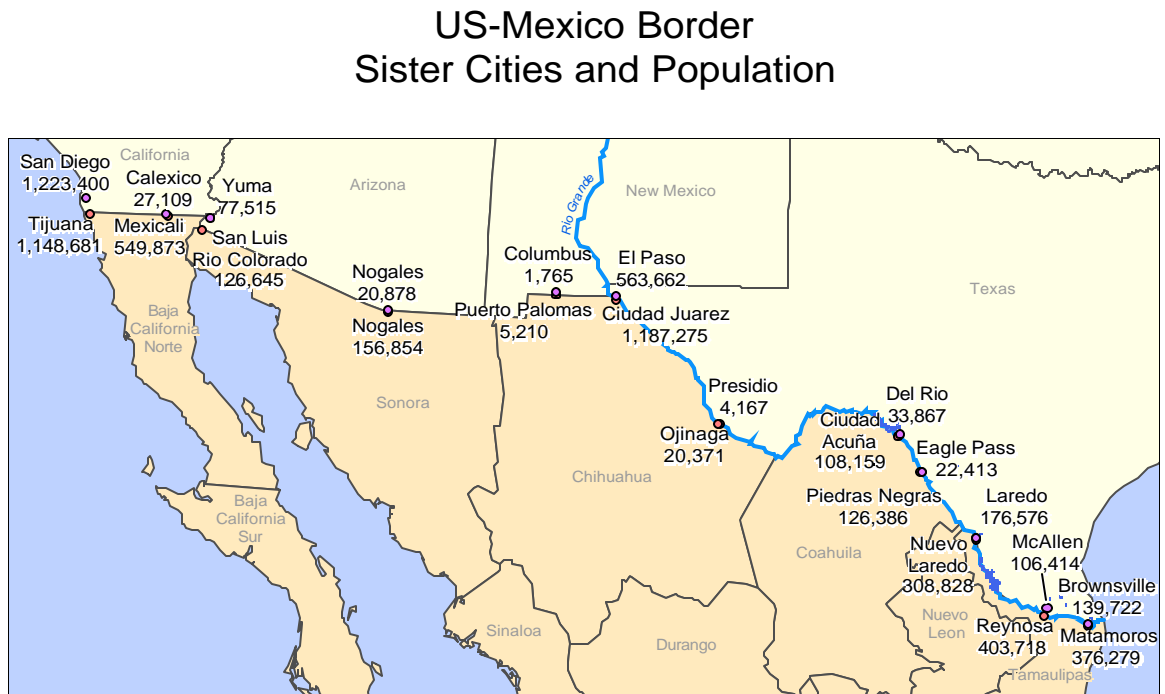 US-Mexico Border
Sister Cities and Population
San Diego
1,223,400
California
Calexico
27,109
Yuma
77,515
Arizona
Rio Grande
New Mexico
Tijuana
1,148,681
Mexicali
549,873
San Luis
Rio Colorado
126,645
Nogales
20,878
Nogales
156,854
Columbus
1,765
El Paso
563,662
Puerto Palomas
5,210
Ciudad Juarez
1,187,275
Texas
Baja
California
Norte
Sonora
Presidio
4,167
Ojinaga
20,371
Chihuahua
Del Rio
33,867
Ciudad
Acuña
108,159
Eagle Pass
22,413
Piedras Negras
126,386
Laredo
176,576
Baja
California
Sur
Coahuila
Nuevo
Laredo
308,828
McAllen
106,414
Brownsville
139,722
Sinaloa
Durango
Nuevo
Leon
Reynosa
403,718
Matamoros
376,279
Tamaulipas